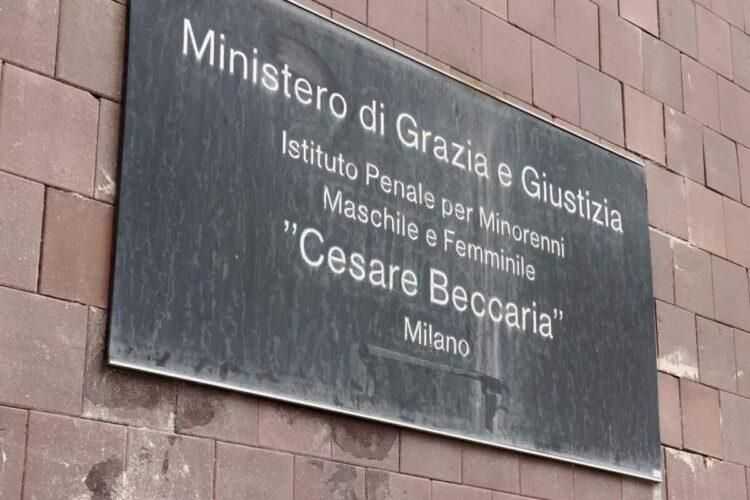 Ministero di Grazia e Giustizia
Istituto Penale per Minorenni
Maschile e Femminile
"Cesare Beccaria"
Milano